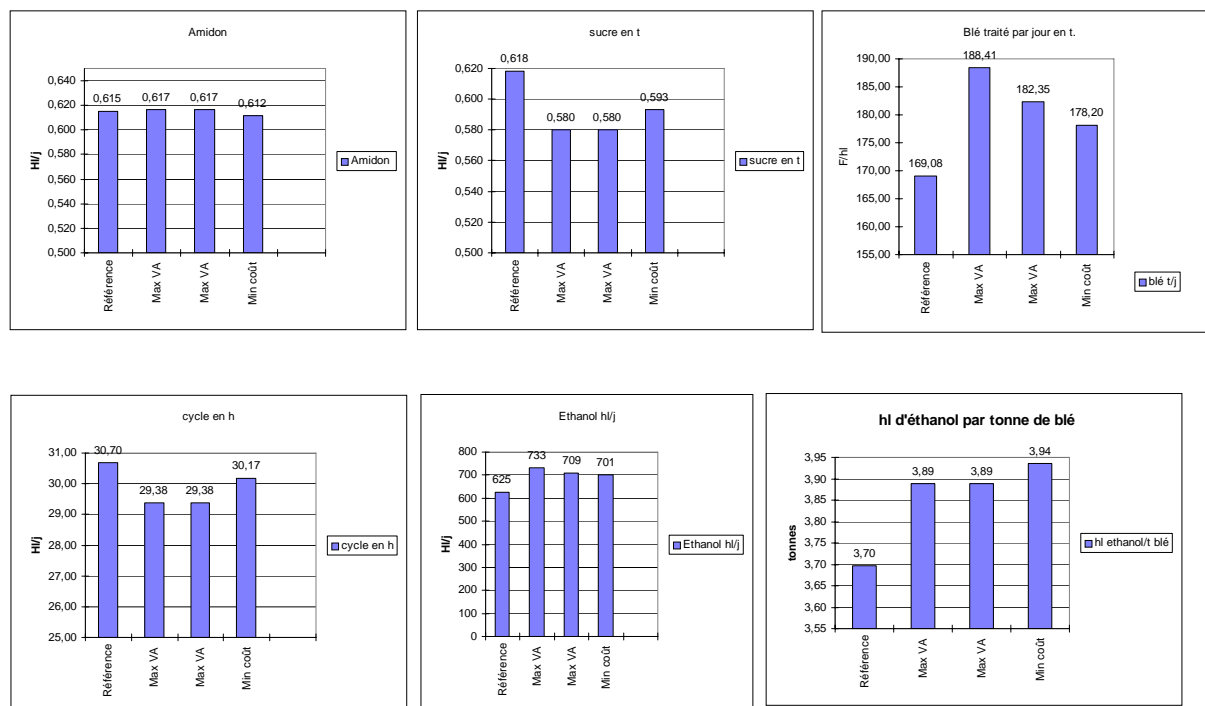 Amidon
0,640
0,620
0,600
0,580
0,560
0,540
0,520
0,500
Hl/j
0,615
0,617
0,617
0,612
Référence
Max VA
Max VA
Min coût
Amidon
sucre en t
0,620
0,600
0,580
0,560
0,540
0,520
0,500
Hl/j
0,618
0,580
0,580
0,593
Référence
Max VA
Max VA
Min coût
sucre en t
Blé traité par jour en t.
190,00
185,00
180,00
175,00
170,00
165,00
160,00
155,00
F/hl
169,08
188,41
182,35
178,20
Référence
Max VA
Max VA
Min coût
blé t/j
cycle en h
31,00
30,00
29,00
28,00
27,00
26,00
25,00
Hl/j
30,70
29,38
29,38
30,17
Référence
Max VA
Max VA
Min coût
cycle en h
Ethanol hl/j
800
700
600
500
400
300
200
100
0
Hl/j
625
733
709
701
Référence
Max VA
Max VA
Min coût
Ethanol hl/j
hl d'éthanol par tonne de blé
3,95
3,90
3,85
3,80
3,75
3,70
3,65
3,60
3,55
tonnes
3,70
3,89
3,89
3,94
Référence
Max VA
Max VA
Min coût
hl ethanol/t blé